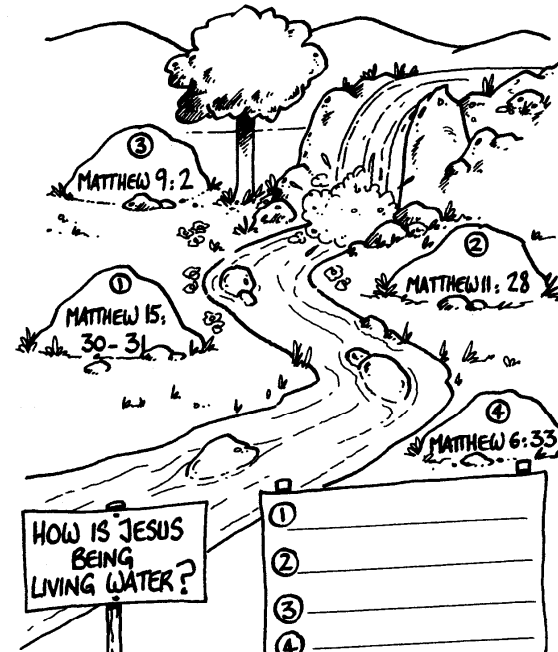 3
MATTHEW 9:2
2
MATTHEW 11:28
1
MATTHEW 15:
30-31
4
MATTHEW 6:33
HOW IS JESUS
BEING
LIVING WATER?
1
2
3
4